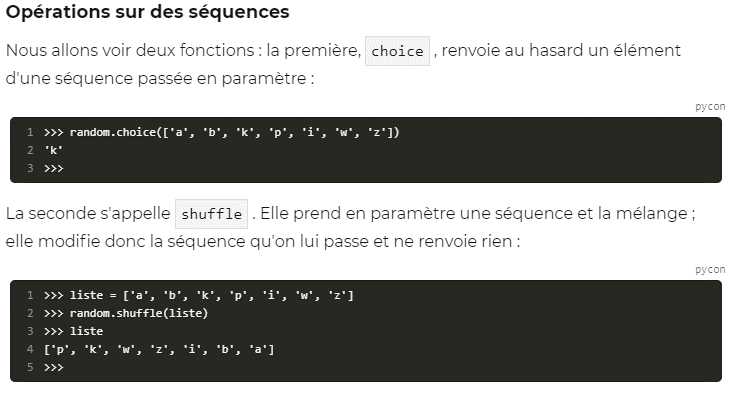 Opérations sur des séquences
Nous allons voir deux fonctions : la première, choice , renvoie au hasard un élément
d'une séquence passée en paramètre :
pycon
1 >>> random.choice(['a', 'b', 'k', 'p', 'i', 'w', 'z'])
2 'k'
3 >>>
La seconde s'appelle shuffle . Elle prend en paramètre une séquence et la mélange ;
elle modifie donc la séquence qu'on lui passe et ne renvoie rien :
pycon
1 >>> liste = ['a', 'b', 'k', 'p', 'i', 'w', 'z']
2 >>> random.shuffle(liste)
3 >>> liste
4 ['p', 'k', 'w', 'z', 'i', 'b', 'a']
5 >>>